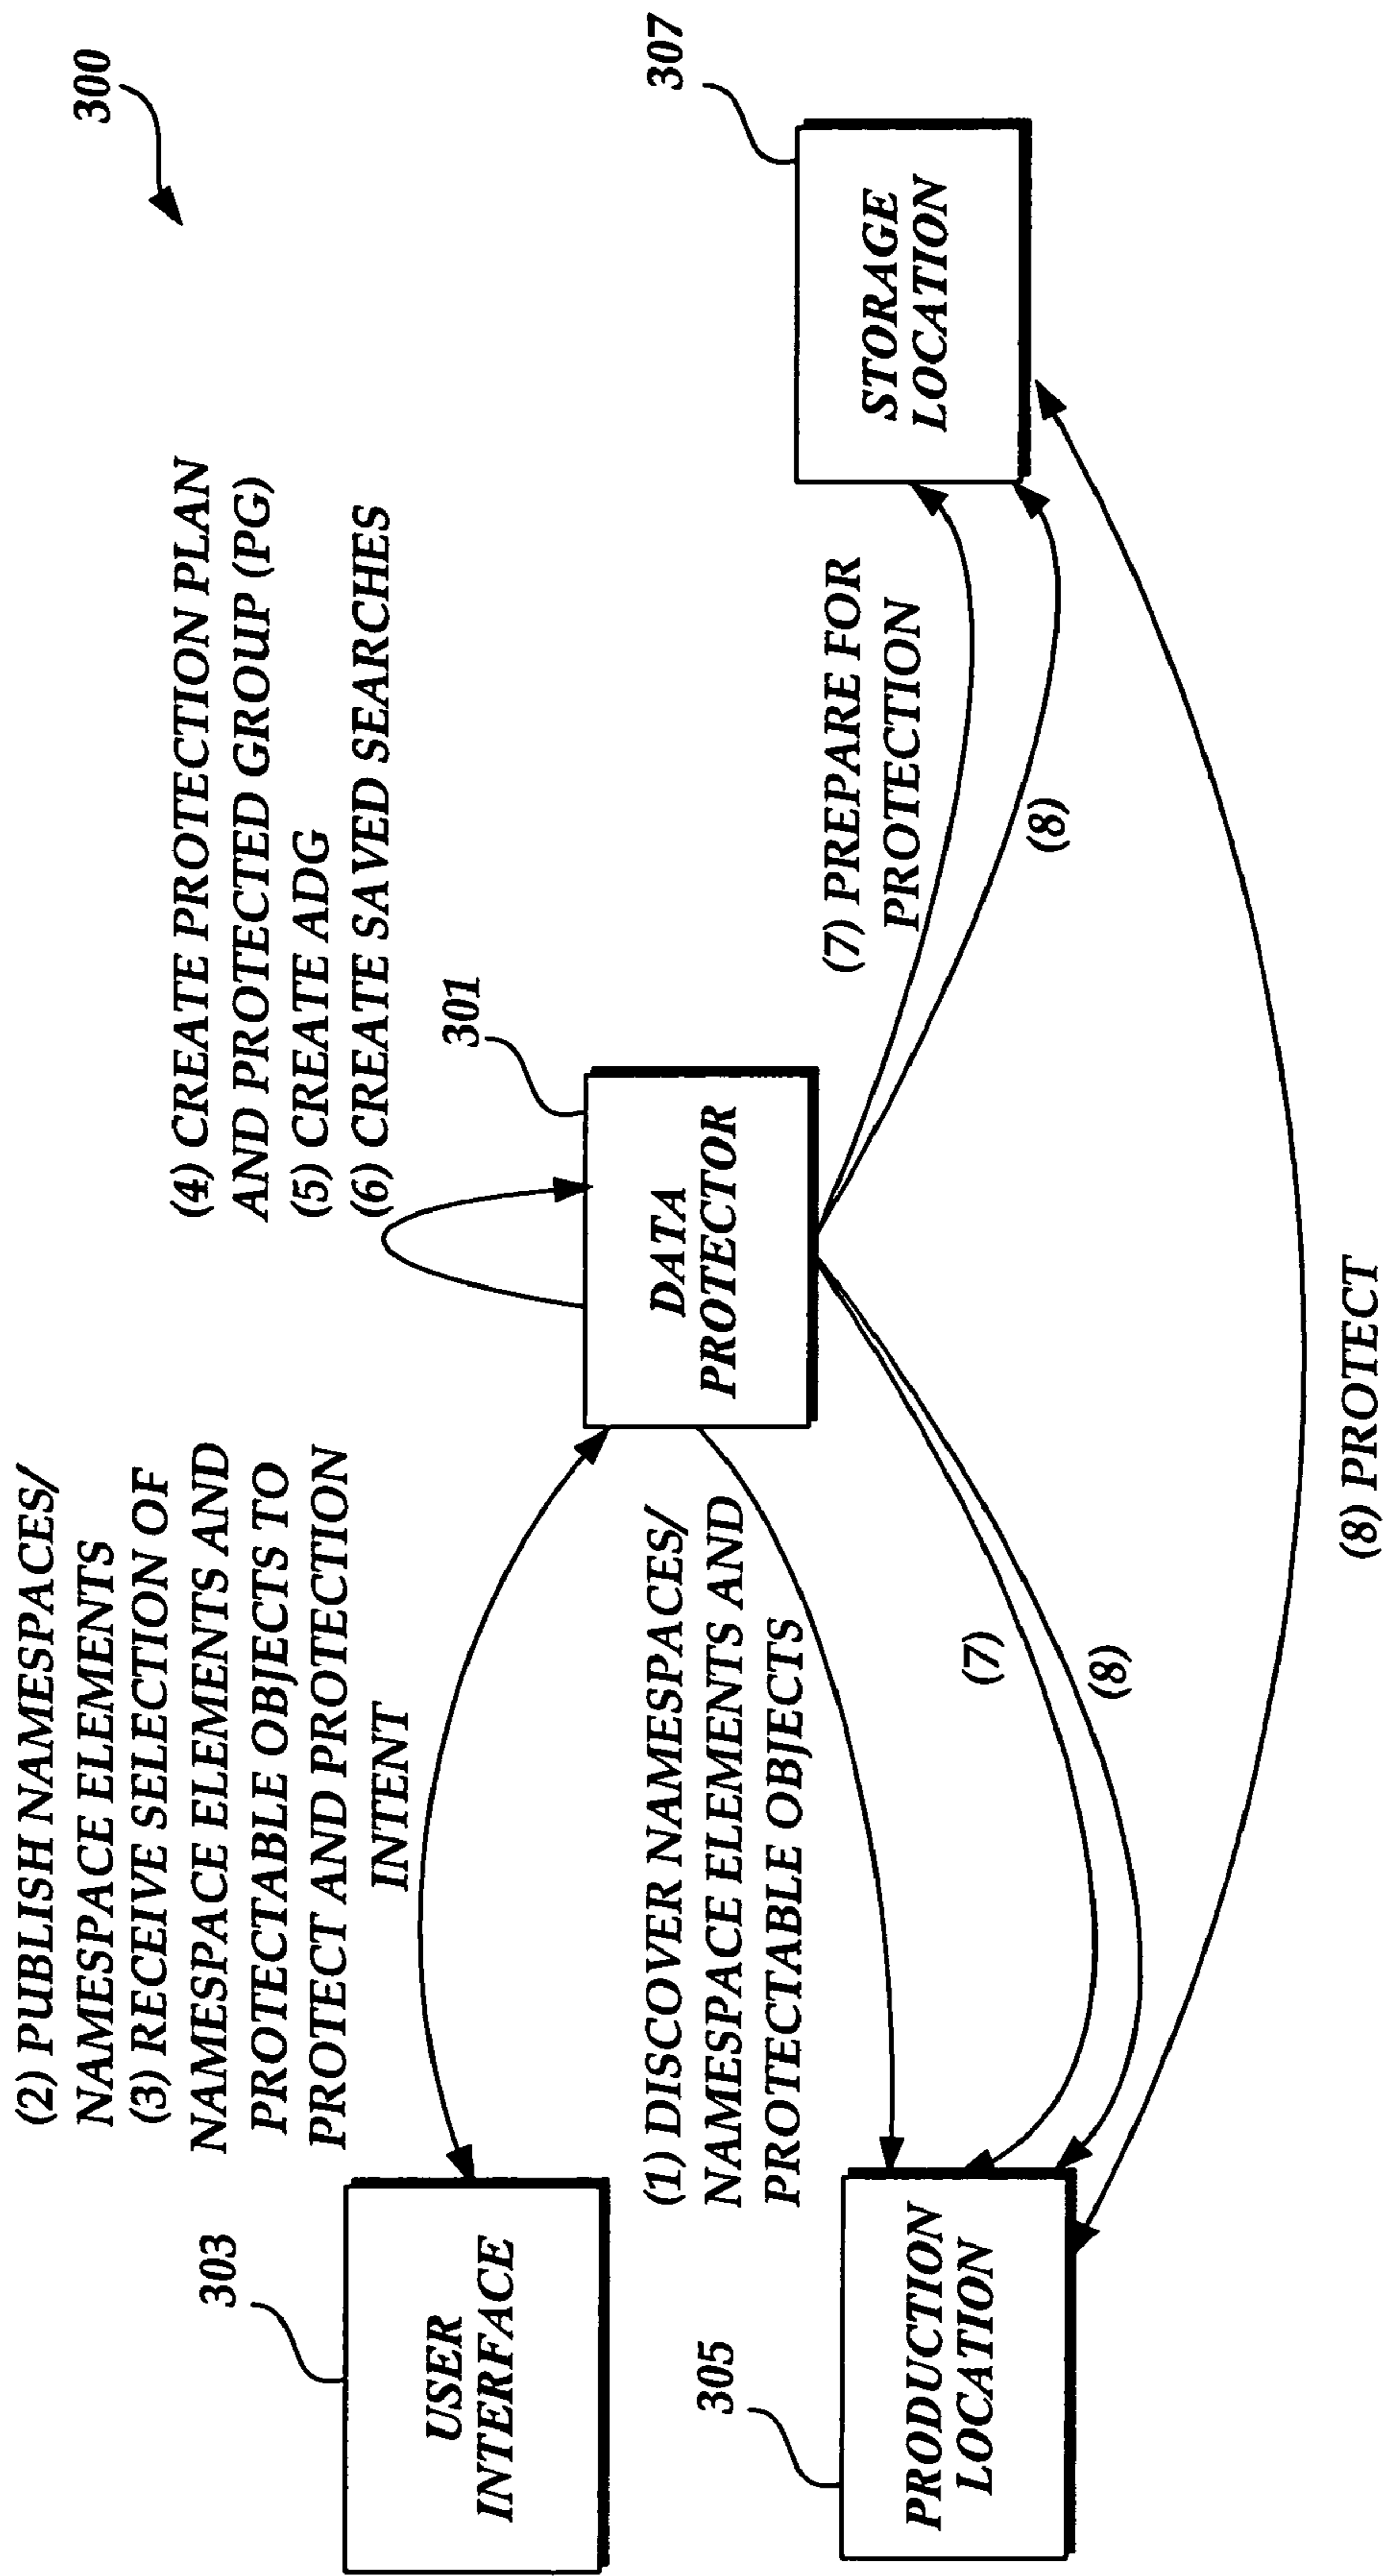 300
(2) PUBLISH NAMESPACES/
NAMESPACE ELEMENTS
(3) RECEIVE SELECTION OF
NAMESPACE ELEMENTS AND
PROTECTABLE OBJECTS TO
PROTECT AND PROTECTION
INTENT
(4) CREATE PROTECTION PLAN
AND PROTECTED GROUP (PG)
(5) CREATE ADG
(6) CREATE SAVED SEARCHES
303
USER
INTERFACE
301
DATA
PROTECTOR
(1) DISCOVER NAMESPACES/
NAMESPACE ELEMENTS AND
PROTECTABLE OBJECTS
307
STORAGE
LOCATION
305
PRODUCTION
LOCATION
(7) PREPARE FOR
PROTECTION
(8)
(7)
(8)
(8) PROTECT